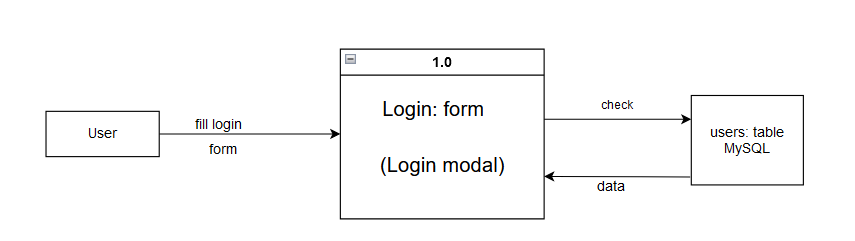 1.0
User
fill login
form
Login: form
(Login modal)
check
users: table
MySQL
data